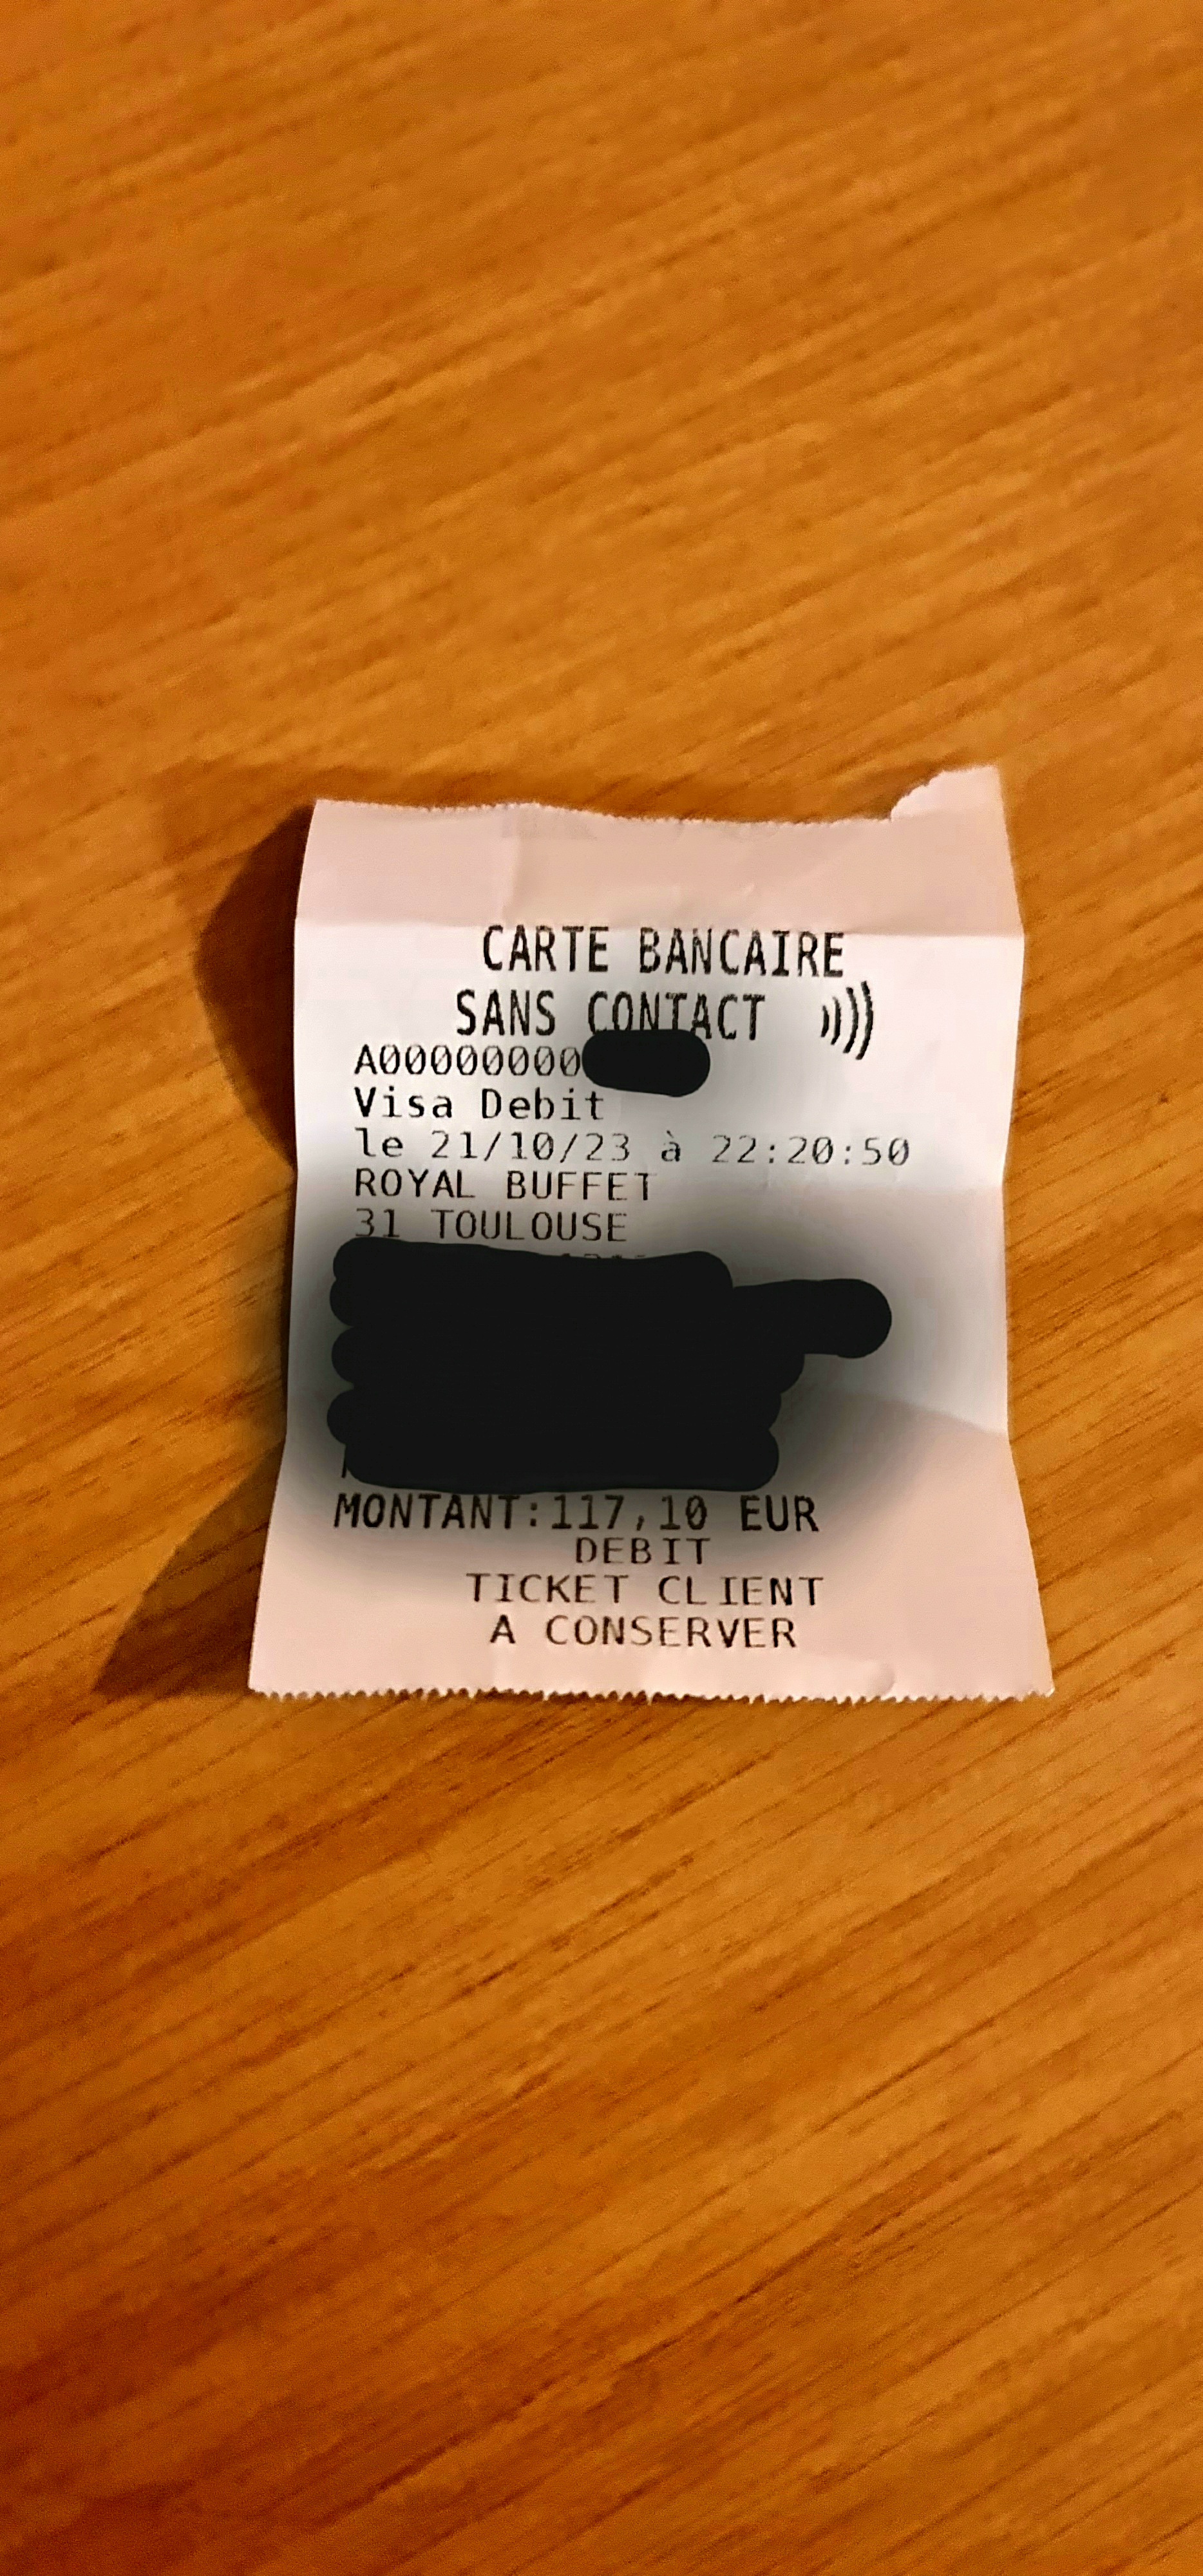 CARTE BANCAIRE
SANS CONTACT
A00000000
Visa Debit
le 21/10/23 à 22:20:50
ROYAL BUFFET
31 TOULOUSE
MONTANT:117,10 EUR
DEBIT
TICKET CLIENT
A CONSERVER